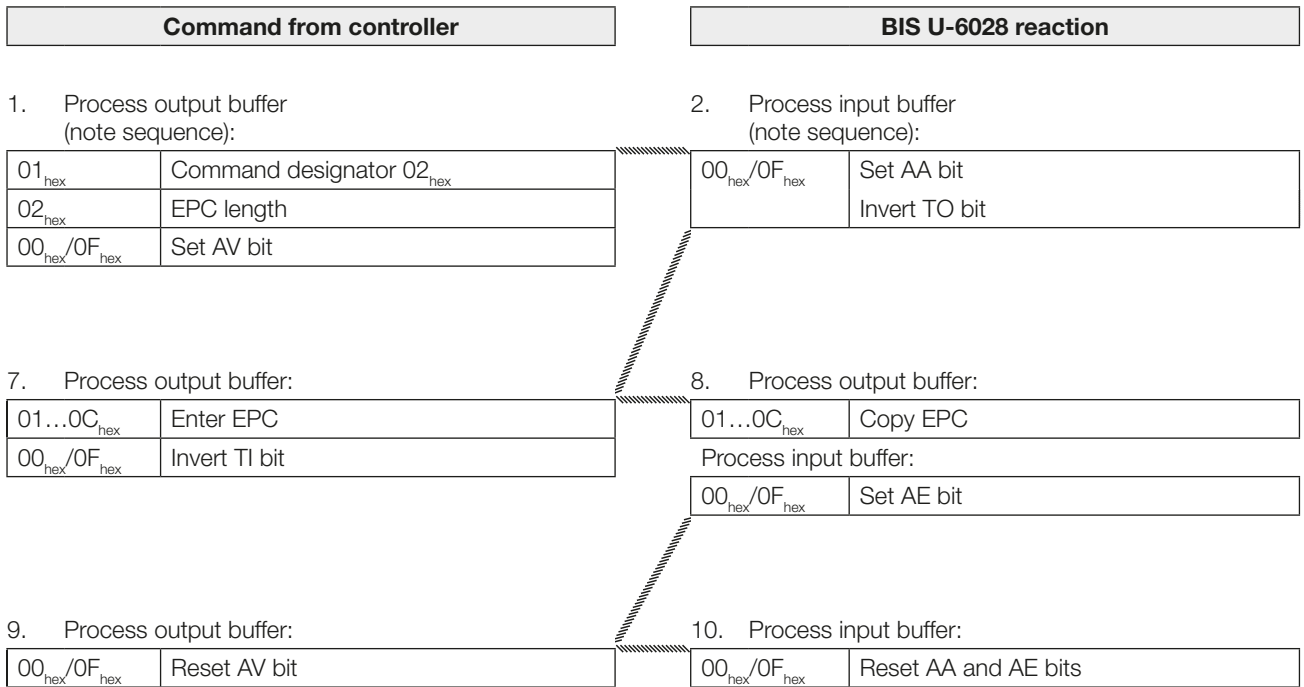 Command from controller
BIS U-6028 reaction
1. Process output buffer
(note sequence):
01hex Command designator 02hex
02hex EPC length
00hex/0Fhex Set AV bit
2. Process input buffer
(note sequence):
00hex/0Fhex Set AA bit
Invert TO bit
7. Process output buffer:
01…0Chex Enter EPC
00hex/0Fhex Invert TI bit
8. Process output buffer:
01…0Chex Copy EPC
Process input buffer:
00hex/0Fhex Set AE bit
9. Process output buffer:
00hex/0Fhex Reset AV bit
10. Process input buffer:
00hex/0Fhex Reset AA and AE bits